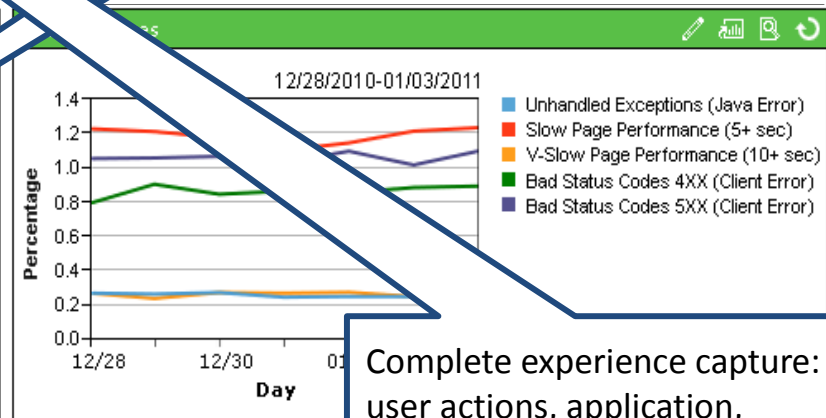 12/28/2010-01/03/2011
1.4
1.2
1.0
0.8
0.6
0.4
0.2
0.0
Percentage
12/28
12/30
Day
Unhandled Exceptions (Java Error)
Slow Page Performance (5+ sec)
V-Slow Page Performance (10+ sec)
Bad Status Codes 4XX (Client Error)
Bad Status Codes 5XX (Client Error)
Complete experience capture:
user actions, application,